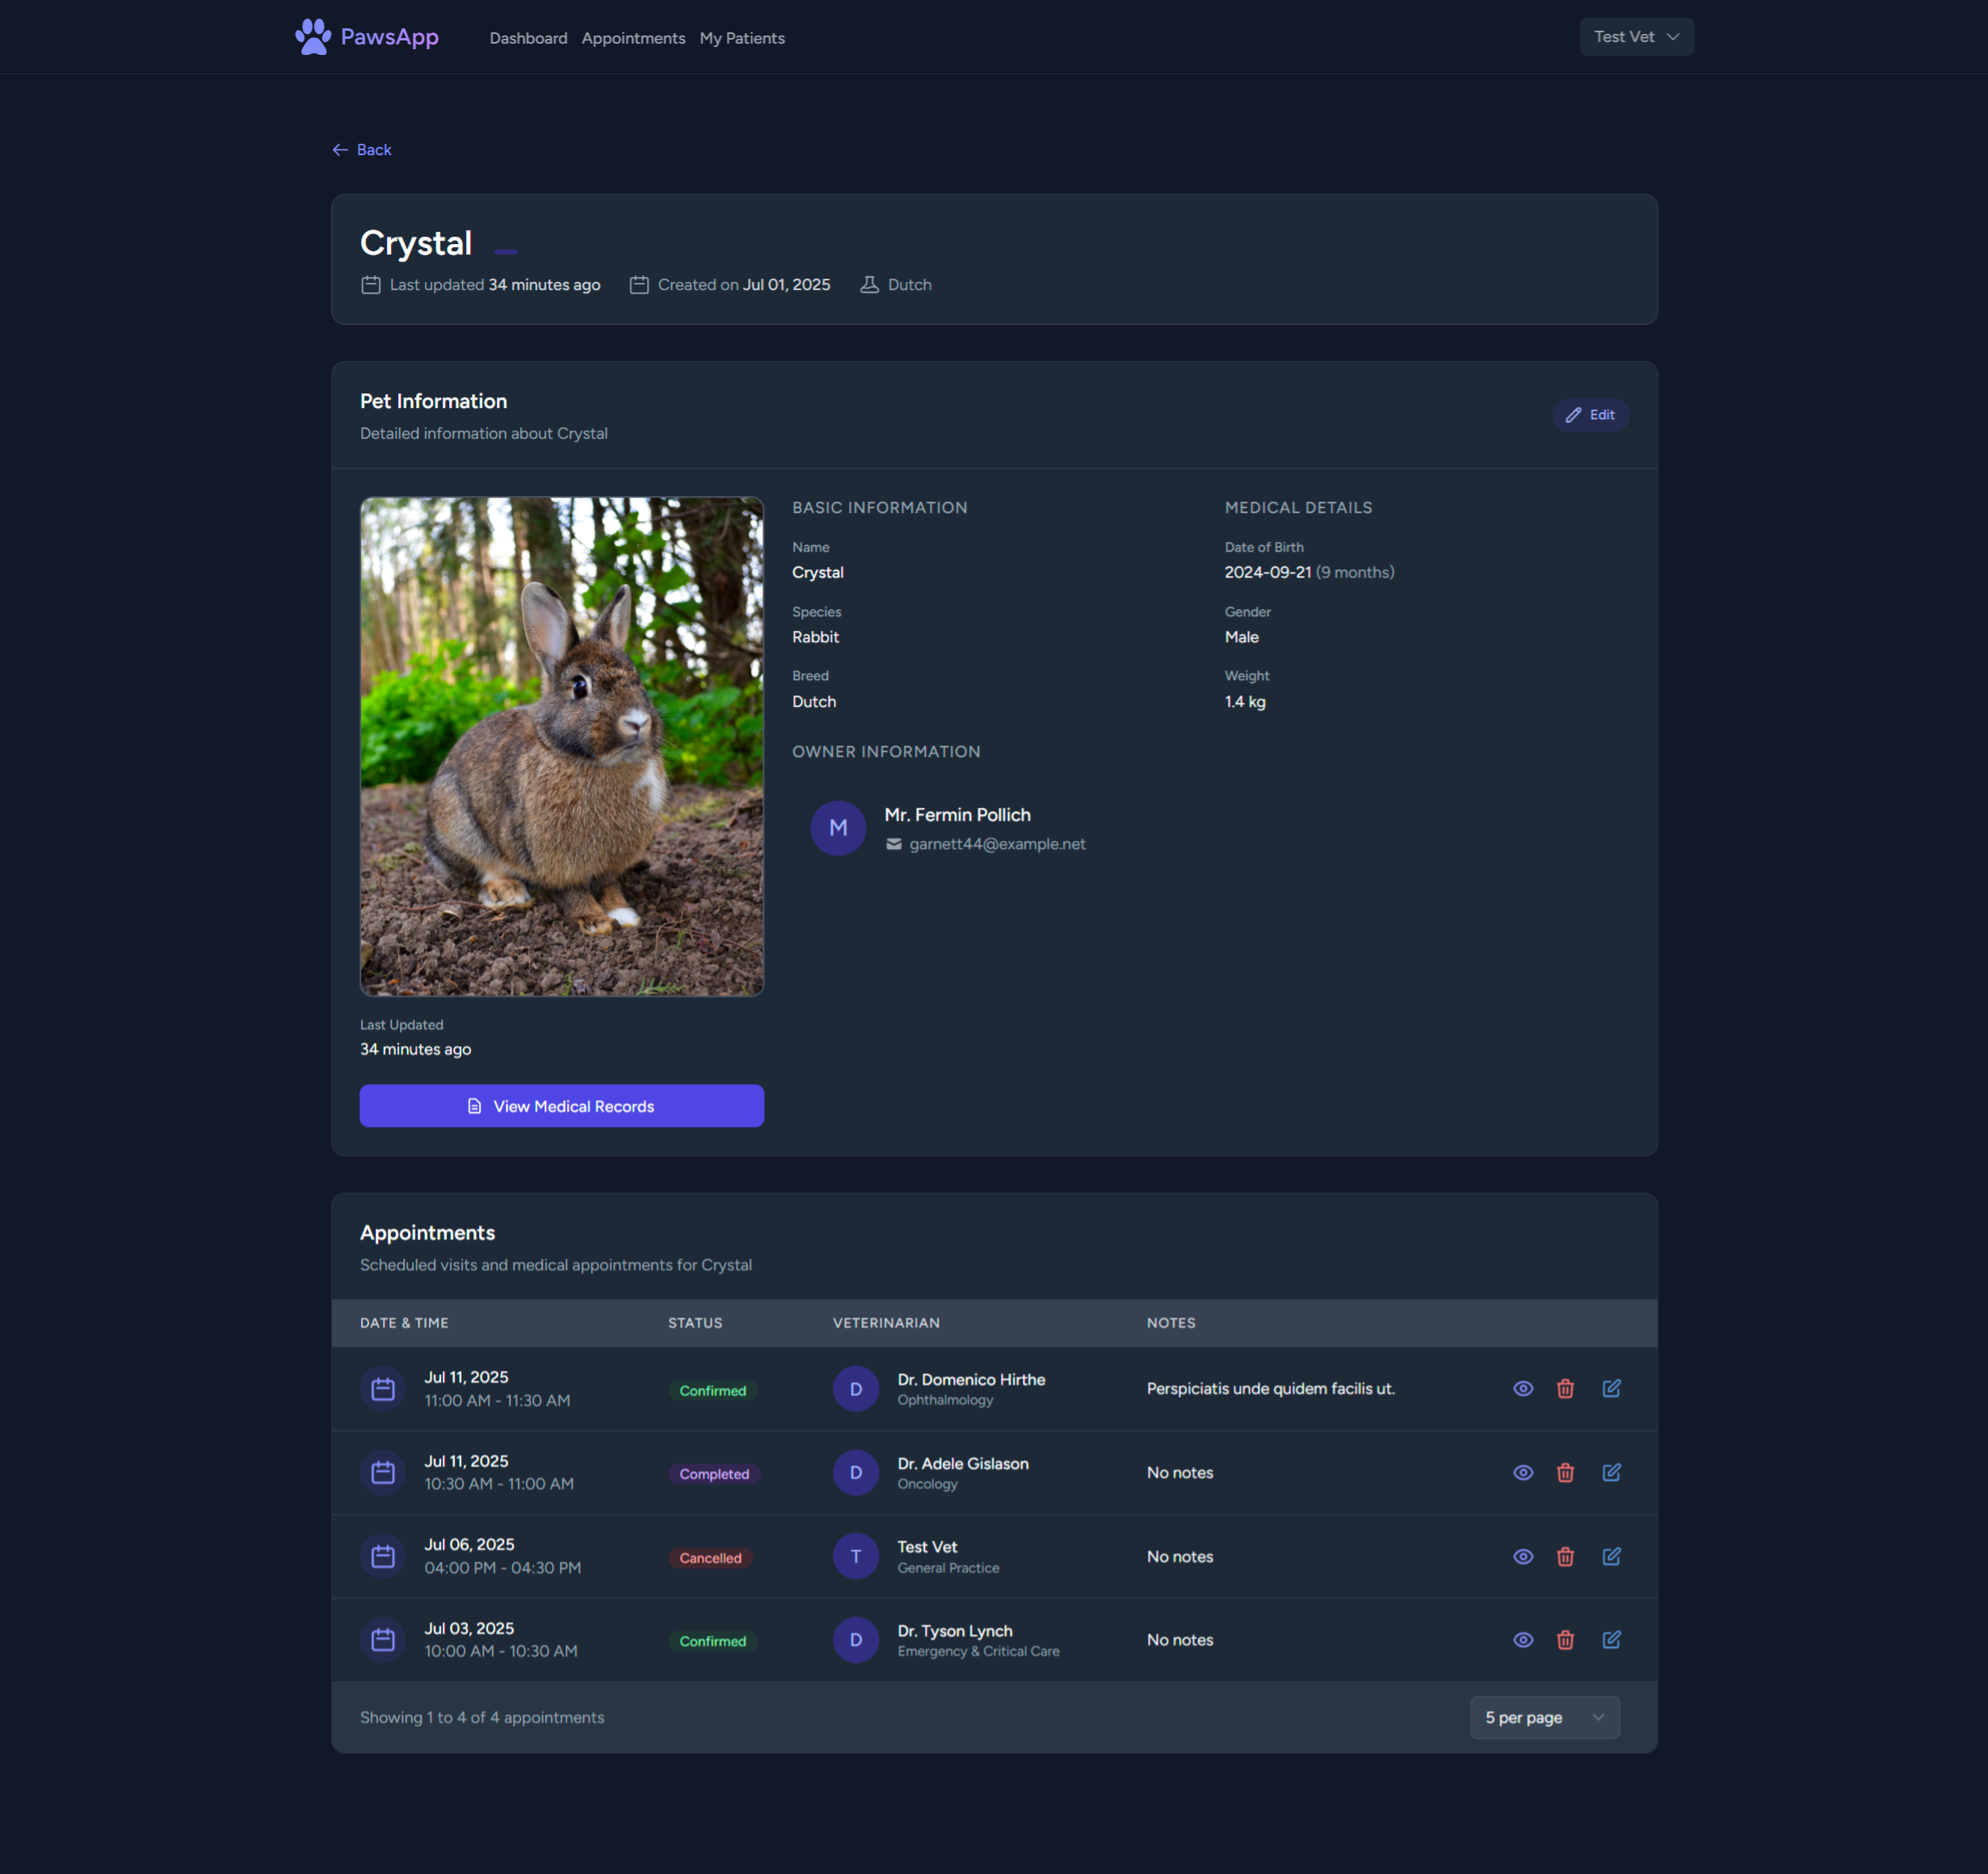 PawsApp
Dashboard Appointments My Patients
Test Vet
Back
Crystal
Last updated 34 minutes ago Created on Jul 01, 2025 Dutch
Pet Information
Detailed information about Crystal
Edit
BASIC INFORMATION
Name
Crystal
Species
Rabbit
Breed
Dutch
MEDICAL DETAILS
Date of Birth
2024-09-21 (9 months)
Gender
Male
Weight
1.4 kg
OWNER INFORMATION
M
Mr. Fermin Pollich
garnett44@example.net
Last Updated
34 minutes ago
View Medical Records
Appointments
Scheduled visits and medical appointments for Crystal
DATE & TIME STATUS VETERINARIAN NOTES
Jul 11, 2025
11:00 AM - 11:30 AM
Confirmed
D
Dr. Domenico Hirthe
Ophthalmology
Perspiciatis unde quidem facilis ut.
Jul 11, 2025
10:30 AM - 11:00 AM
Completed
D
Dr. Adele Gislason
Oncology
No notes
Jul 06, 2025
04:00 PM - 04:30 PM
Cancelled
T
Test Vet
General Practice
No notes
Jul 03, 2025
10:00 AM - 10:30 AM
Confirmed
D
Dr. Tyson Lynch
Emergency & Critical Care
No notes
Showing 1 to 4 of 4 appointments
5 per page